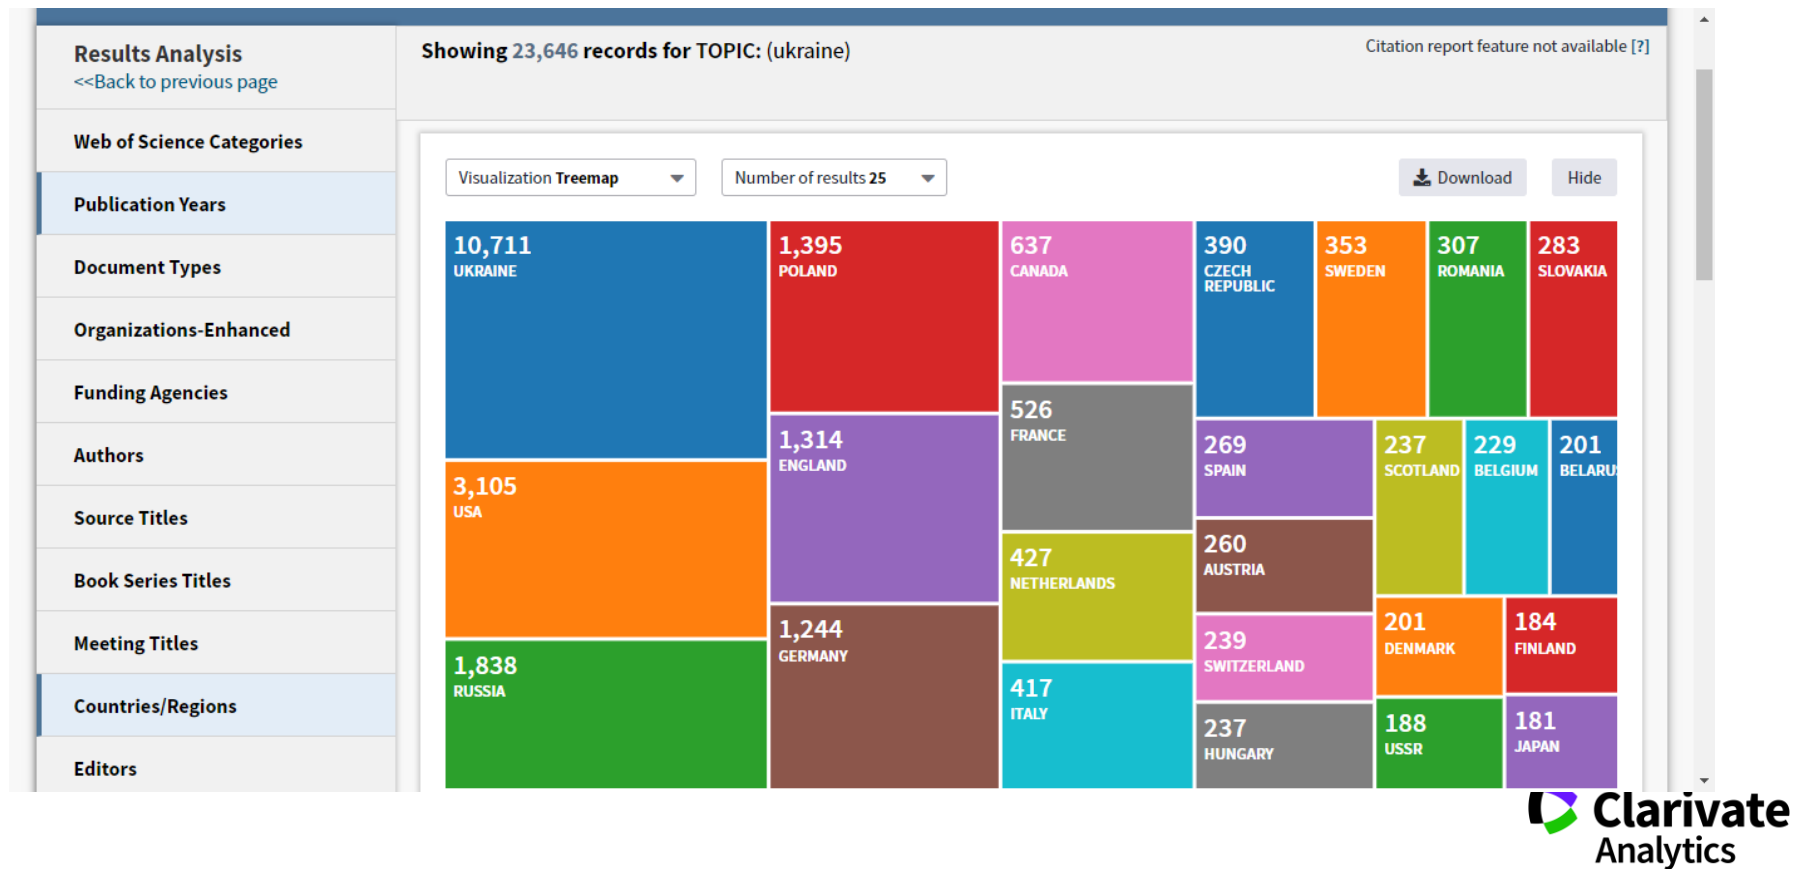 Results Analysis
<<Back to previous page
Web of Science Categories
Publication Years
Document Types
Organizations-Enhanced
Funding Agencies
Authors
Source Titles
Book Series Titles
Meeting Titles
Countries/Regions
Editors
Showing 23,646 records for TOPIC: (ukraine)
Citation report feature not available [?]
Visualization Treemap
Number of results 25
Download
Hide
10,711
UKRAINE
3,105
USA
1,838
RUSSIA
1,395
POLAND
1,314
ENGLAND
1,244
GERMANY
637
CANADA
526
FRANCE
427
NETHERLANDS
417
ITALY
390
CZECH
REPUBLIC
353
SWEDEN
307
ROMANIA
283
SLOVAKIA
269
SPAIN
260
AUSTRIA
239
SWITZERLAND
237
HUNGARY
237
SCOTLAND
229
BELGIUM
201
BELARU
201
DENMARK
184
FINLAND
188
USSR
181
JAPAN
Clarivate
Analytics